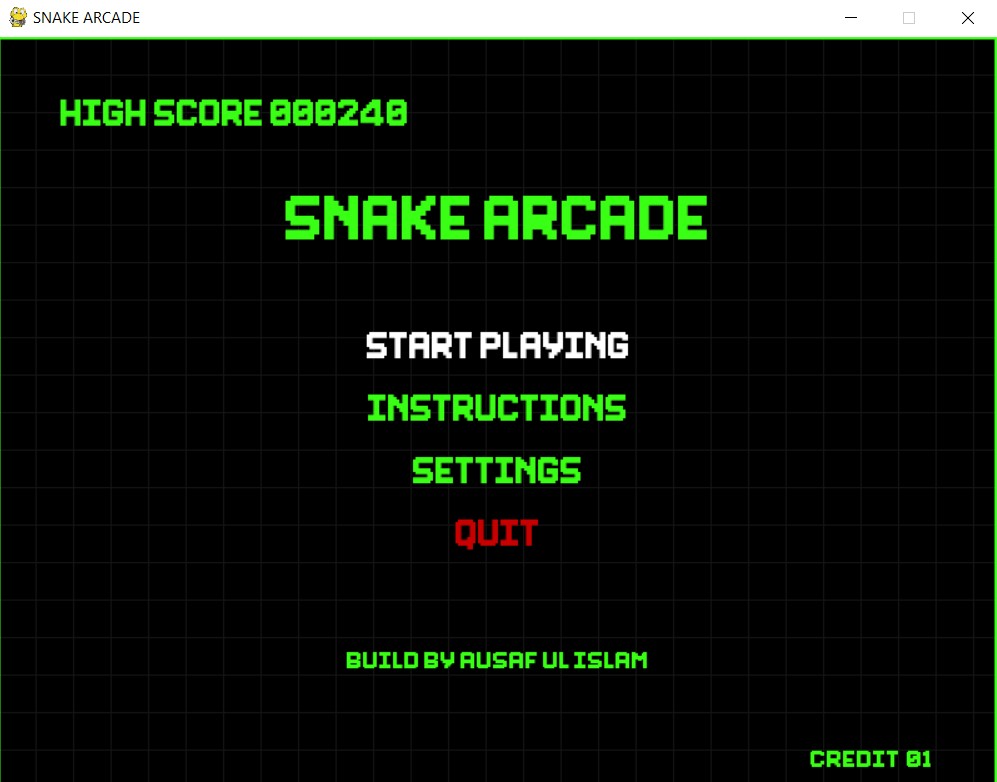 SNAKE ARCADE
HIGH SCORE 000240
SNAKE ARCADE
START PLAYING
INSTRUCTIONS
SETTINGS
QUIT
BUILD BY AUSAF UL ISLAM
CREDIT 01